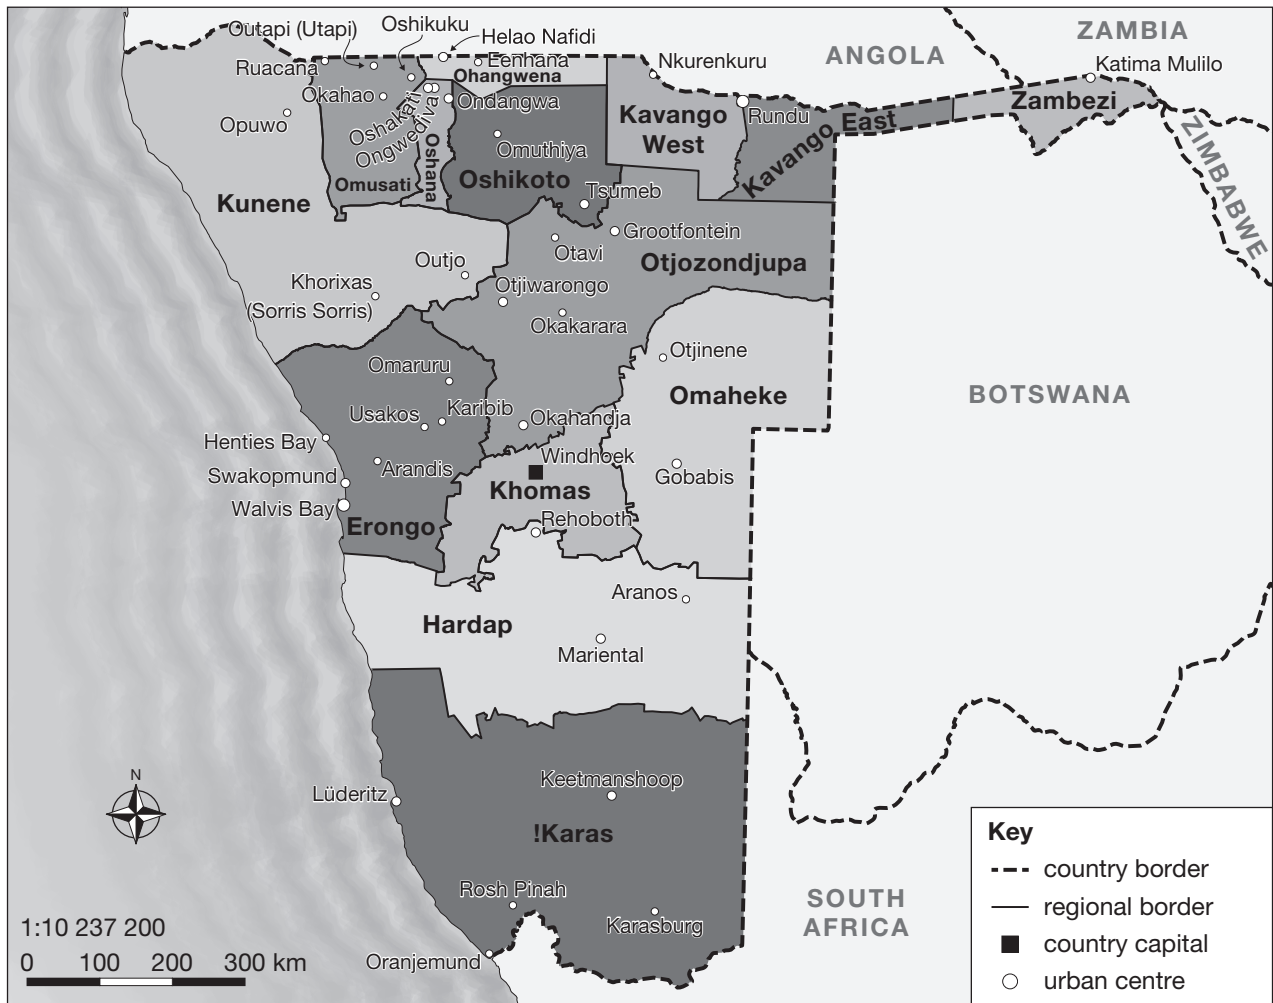 Outapi (Utapi)
Oshikuku
Helao Nafidi
Eenhana
Ohangwena
Nkurenkuru
ANGOLA
ZAMBIA
Katima Mulilo
Ruacana
Okahao
Opuwo
Oshakati
Ongwediva
Ondangwa
Omuthiya
Oshana
Omusati
Oshikoto
Tsumeb
Kavango
West
Rundu
Kavango East
Zambezi
ZIMBABWE
Kunene
Grootfontein
Otavi
Otjozondjupa
Outjo
Khorixas
(Sorris Sorris)
Otjiwarongo
Okakarara
Otjinene
Omaheke
BOTSWANA
Omaruru
Usakos
Karibib
Okahandja
Henties Bay
Arandis
Windhoek
Gobabis
Swakopmund
Khomas
Walvis Bay
Erongo
Rehoboth
Aranos
Hardap
Mariental
N
Lüderitz
Keetmanshoop
!Karas
Rosh Pinah
Karasburg
Oranjemund
SOUTH
AFRICA
1:10 237 200
0 100 200 300 km
Key
country border
regional border
country capital
urban centre